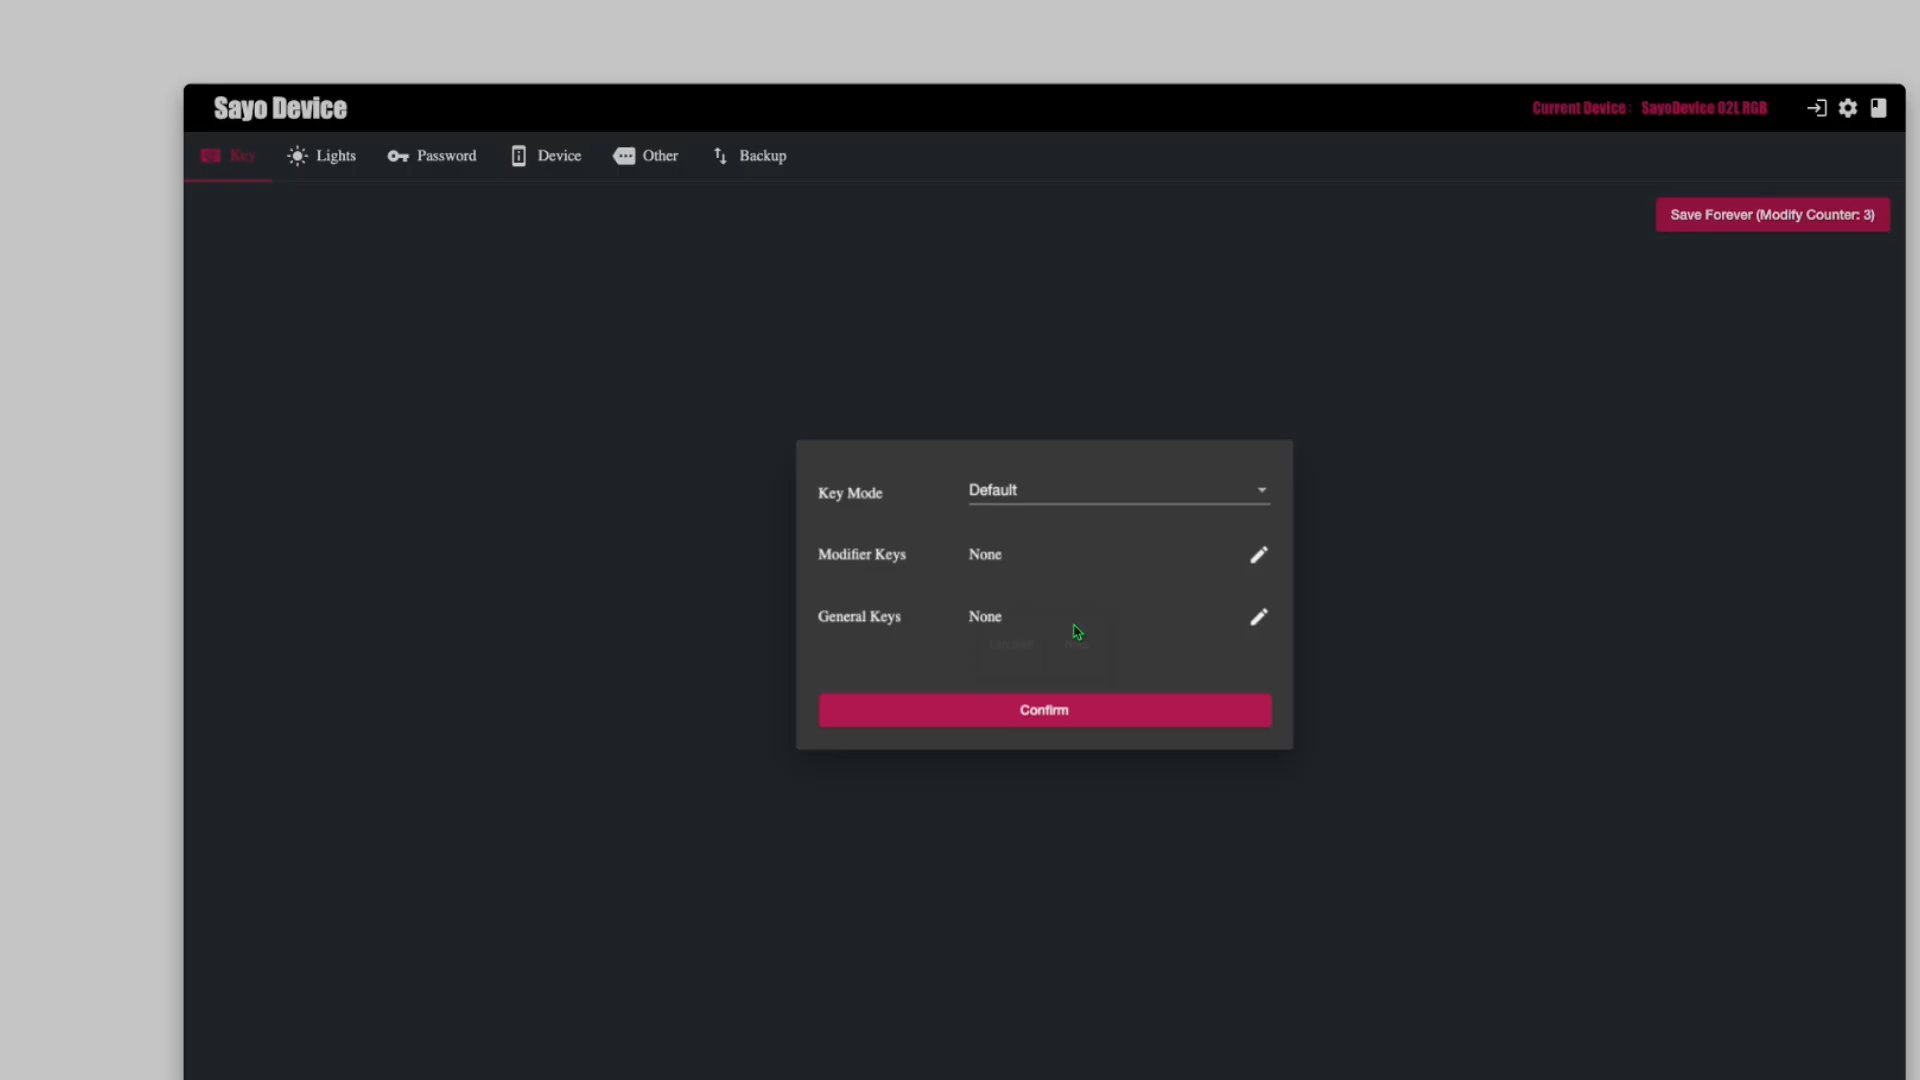 Sayo Device
Current Device: SayoDevice O2L RGB
Key
Lights
Password
Device
Other
Backup
Save Forever (Modify Counter: 3)
Key Mode
Default
Modifier Keys
None
General Keys
None
Confirm